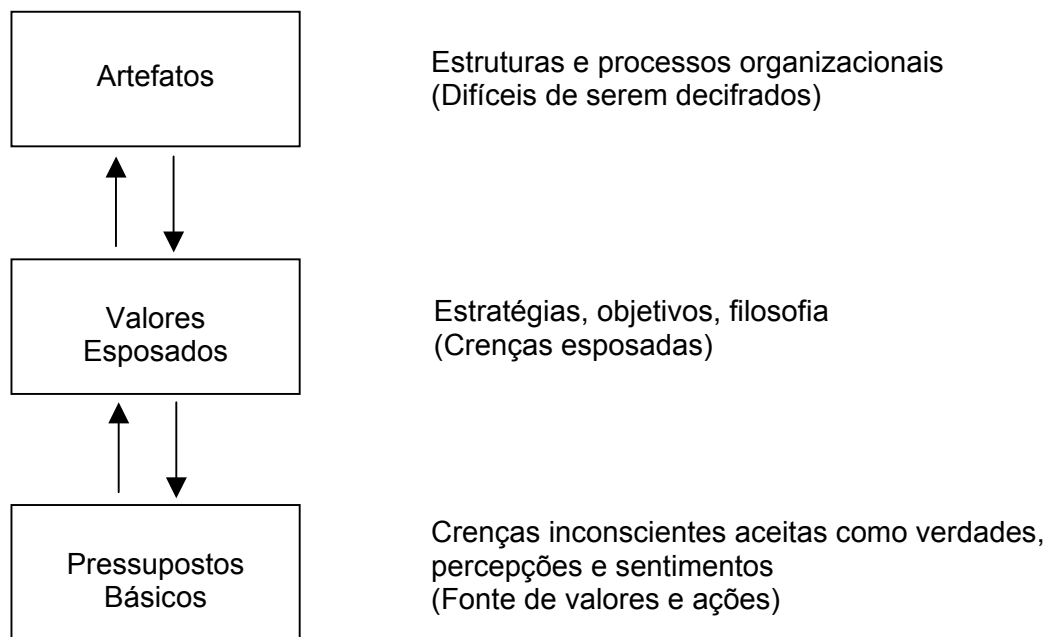 Artefatos
Estruturas e processos organizacionais
(Difíceis de serem decifrados)
Valores
Esposados
Estratégias, objetivos, filosofia
(Crenças esposadas)
Pressupostos
Básicos
Crenças inconscientes aceitas como verdades,
percepções e sentimentos
(Fonte de valores e ações)